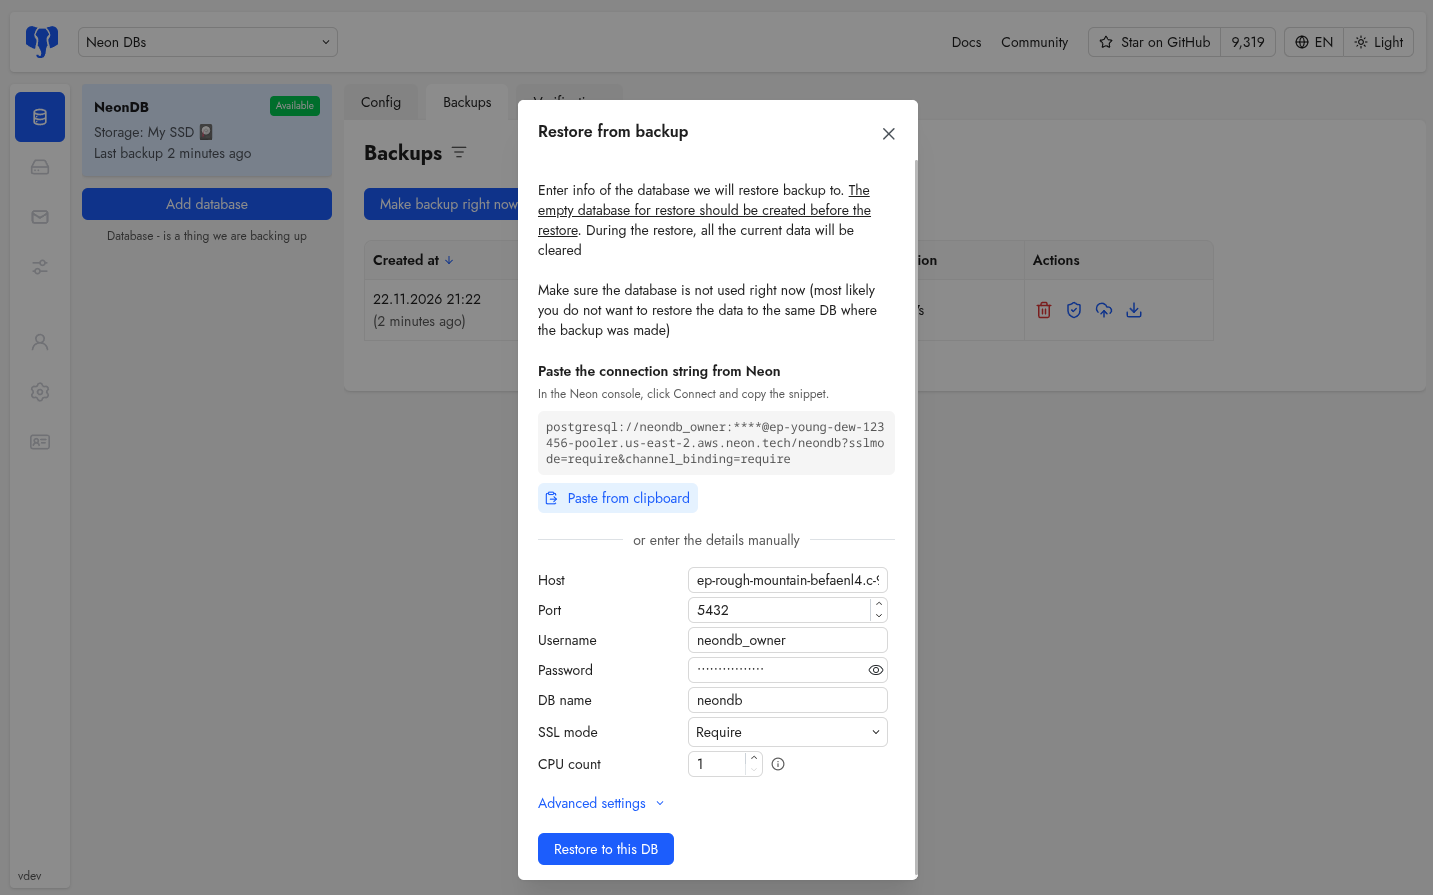 Neon DBs
Docs
Community
Star on GitHub
9,319
EN
Light
NeonDB
Available
Storage: My SSD
Last backup 2 minutes ago
Add database
Database - is a thing we are backing up
Config
Backups
Backups
Make backup right now
Created at
Actions
22.11.2026 21:22
(2 minutes ago)
Restore from backup
Enter info of the database we will restore backup to. The
empty database for restore should be created before the
restore. During the restore, all the current data will be
cleared
Make sure the database is not used right now (most likely
you do not want to restore the data to the same DB where
the backup was made)
Paste the connection string from Neon
In the Neon console, click Connect and copy the snippet.
postgresql://neondb_owner:****@ep-young-dew-123
456-pooler.us-east-2.aws.neon.tech/neondb?sslmo
de=require&channel_binding=require
Paste from clipboard
or enter the details manually
Host
ep-rough-mountain-befaenl4.c-
Port
5432
Username
neondb_owner
Password
DB name
neondb
SSL mode
Require
CPU count
1
Advanced settings
Restore to this DB
vdev